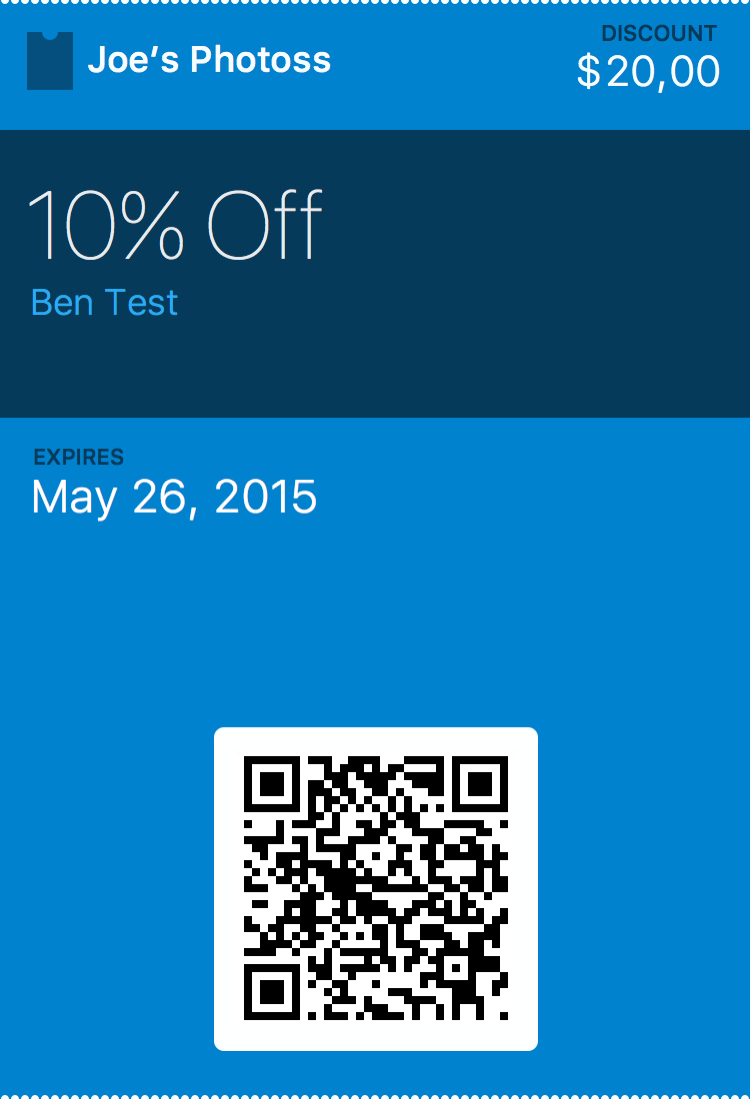 Joe’s Photoss
DISCOUNT
$20,00
10% Off
Ben Test
EXPIRES
May 26, 2015